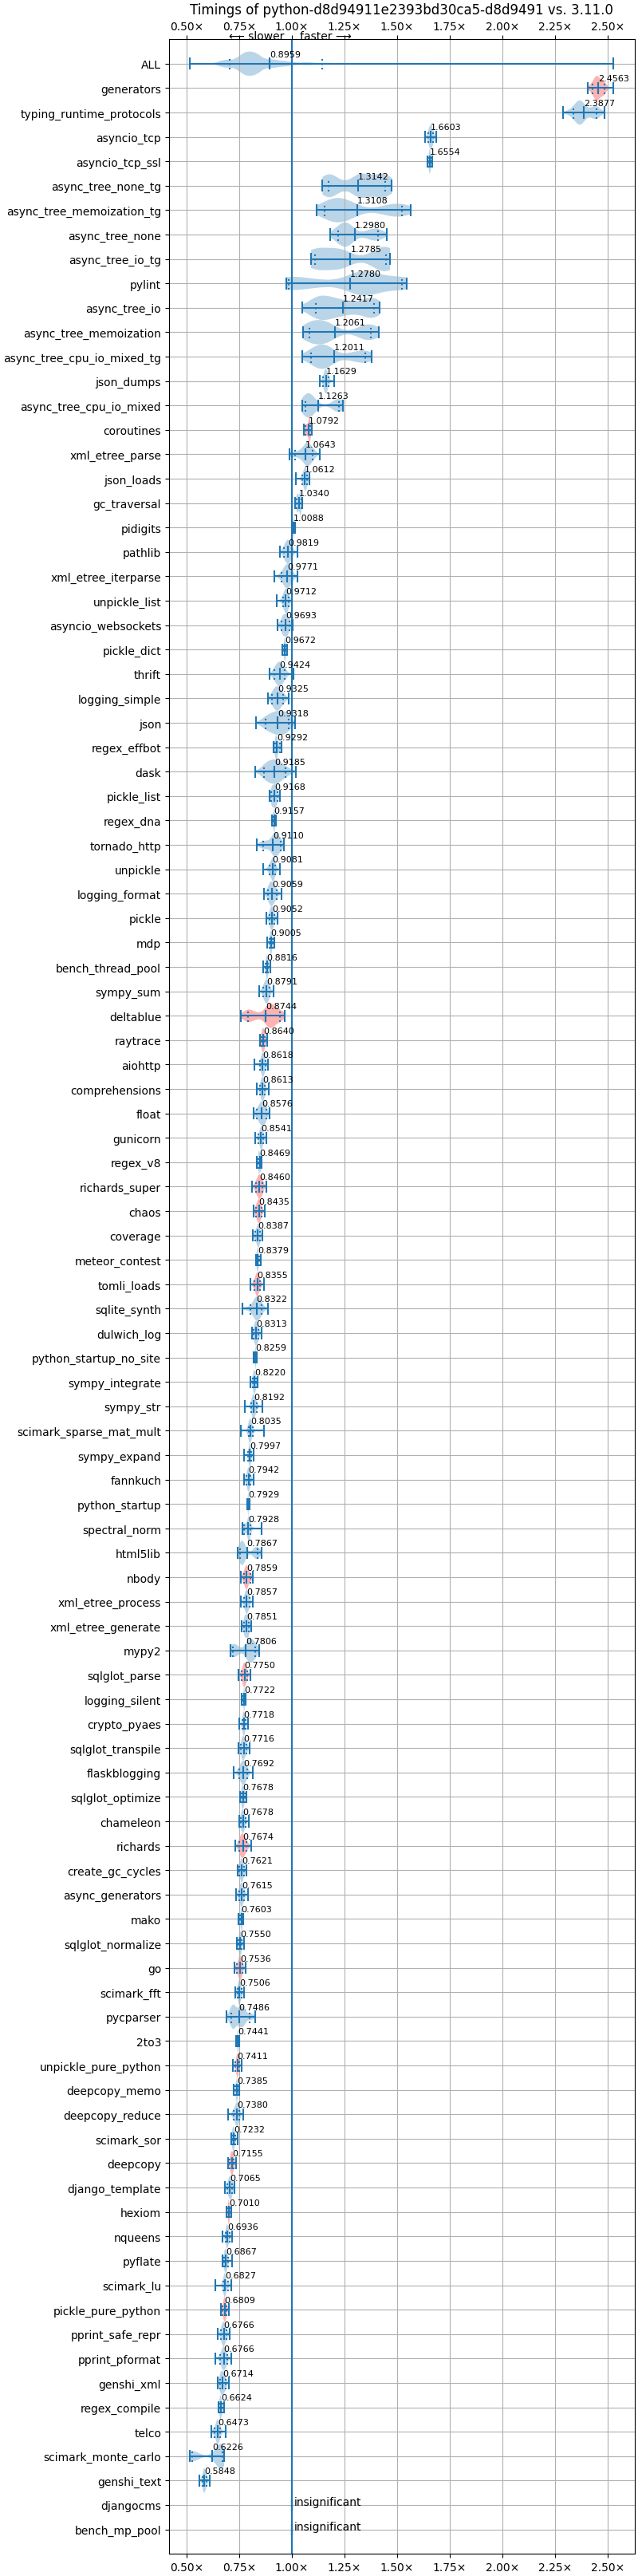 Timings of python-d8d94911e2393bd30ca5-d8d9491 vs. 3.11.0
0.50× 0.75× 1.00× 1.25× 1.50× 1.75× 2.00× 2.25× 2.50×
← slower faster →
ALL 0.8959
generators 2.4563
typing_runtime_protocols 2.3877
asyncio_tcp 1.6603
asyncio_tcp_ssl 1.6554
async_tree_none_tg 1.3142
async_tree_memoization_tg 1.3108
async_tree_none 1.2980
async_tree_io_tg 1.2785
pylint 1.2780
async_tree_io 1.2417
async_tree_memoization 1.2061
async_tree_cpu_io_mixed_tg 1.2011
json_dumps 1.1629
async_tree_cpu_io_mixed 1.1263
coroutines 1.0792
xml_etree_parse 1.0643
json_loads 1.0612
gc_traversal 1.0340
pidigits 1.0088
pathlib 0.9819
xml_etree_iterparse 0.9771
unpickle_list 0.9712
asyncio_websockets 0.9693
pickle_dict 0.9672
thrift 0.9424
logging_simple 0.9325
json 0.9318
regex_effbot 0.9292
dask 0.9185
pickle_list 0.9168
regex_dna 0.9157
tornado_http 0.9110
unpickle 0.9081
logging_format 0.9059
pickle 0.9052
mdp 0.9005
bench_thread_pool 0.8816
sympy_sum 0.8791
deltablue 0.8744
raytrace 0.8640
aiohttp 0.8618
comprehensions 0.8613
float 0.8576
gunicorn 0.8541
regex_v8 0.8469
richards_super 0.8460
chaos 0.8435
coverage 0.8387
meteor_contest 0.8379
tomli_loads 0.8355
sqlite_synth 0.8322
dulwich_log 0.8313
python_startup_no_site 0.8259
sympy_integrate 0.8220
sympy_str 0.8192
scimark_sparse_mat_mult 0.8035
sympy_expand 0.7997
fannkuch 0.7942
python_startup 0.7929
spectral_norm 0.7928
html5lib 0.7867
nbody 0.7859
xml_etree_process 0.7857
xml_etree_generate 0.7851
mypy2 0.7806
sqlglot_parse 0.7750
logging_silent 0.7722
crypto_pyaes 0.7718
sqlglot_transpile 0.7716
flaskblogging 0.7692
sqlglot_optimize 0.7678
chameleon 0.7678
richards 0.7674
create_gc_cycles 0.7621
async_generators 0.7615
mako 0.7603
sqlglot_normalize 0.7550
go 0.7536
scimark_fft 0.7506
pycparser 0.7486
2to3 0.7441
unpickle_pure_python 0.7411
deepcopy_memo 0.7385
deepcopy_reduce 0.7380
scimark_sor 0.7232
deepcopy 0.7155
django_template 0.7065
hexiom 0.7010
nqueens 0.6936
pyflate 0.6867
scimark_lu 0.6827
pickle_pure_python 0.6809
pprint_safe_repr 0.6766
pprint_pformat 0.6766
genshi_xml 0.6714
regex_compile 0.6624
telco 0.6473
scimark_monte_carlo 0.6226
genshi_text 0.5848
djangocms insignificant
bench_mp_pool insignificant
0.50× 0.75× 1.00× 1.25× 1.50× 1.75× 2.00× 2.25× 2.50×